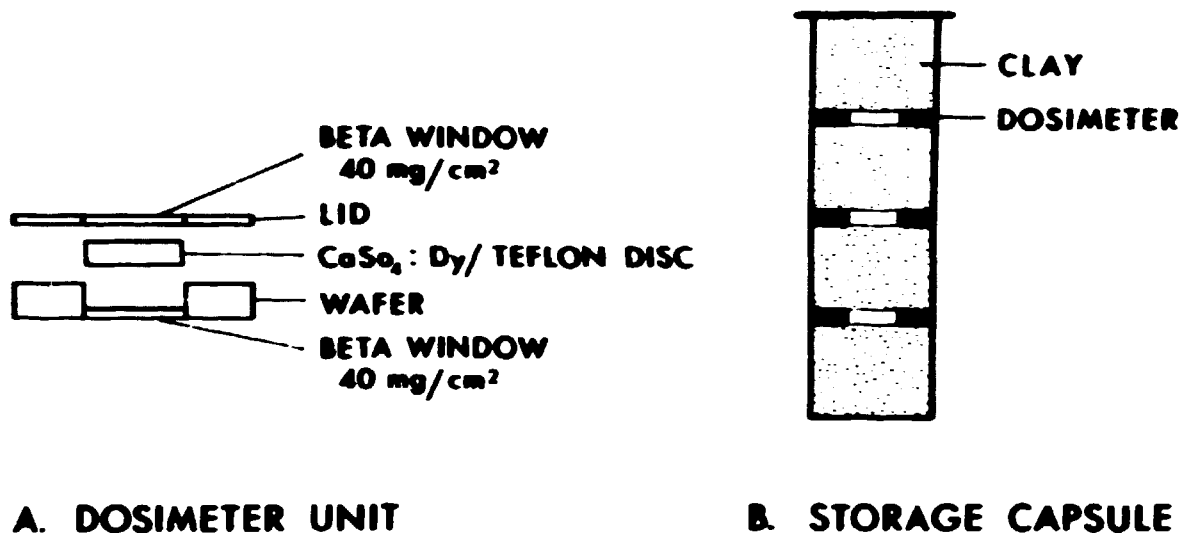 BETA WINDOW
40 mg/cm²
LID
CaSo₄: Dy/ TEFLON DISC
WAFER
BETA WINDOW
40 mg/cm²
A. DOSIMETER UNIT
CLAY
DOSIMETER
B. STORAGE CAPSULE